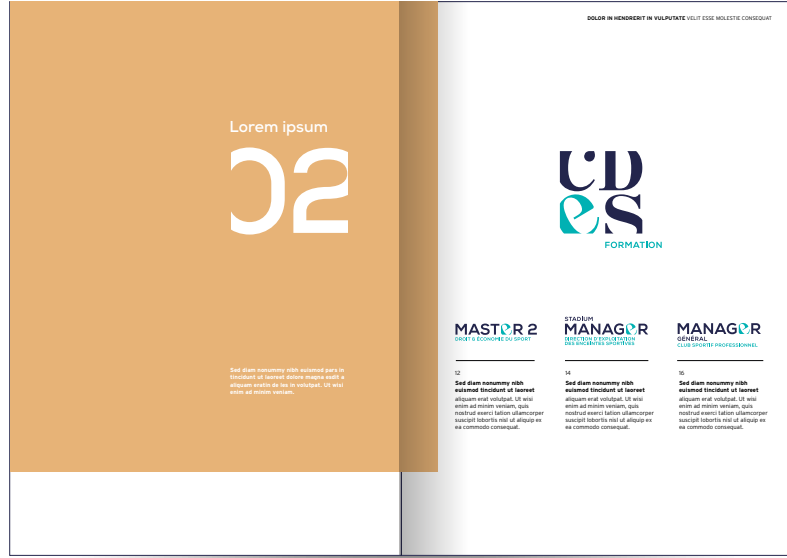 Lorem ipsum
02
Sed diam nonummy nibh euismod pars in
tincidunt ut laoreet dolore magna esdit a
aliquam eratin de les in volutpat. Ut wisi
enim ad minim veniam.
DOLOR IN HENDRERIT IN VULPUTATE VELIT ESSE MOLESTIE CONSEQUAT
CD
eS
FORMATION
MASTeR 2
DROIT & ÉCONOMIE DU SPORT
12
Sed diam nonummy nibh
euismod tincidunt ut laoreet
aliquam erat volutpat. Ut wisi
enim ad minim veniam, quis
nostrud exerci tation ullamcorper
suscipit lobortis nisl ut aliquip ex
ea commodo consequat.
STADIUM
MANAGeR
DIRECTION D'EXPLOITATION
DES ENCEINTES SPORTIVES
14
Sed diam nonummy nibh
euismod tincidunt ut laoreet
aliquam erat volutpat. Ut wisi
enim ad minim veniam, quis
nostrud exerci tation ullamcorper
suscipit lobortis nisl ut aliquip ex
ea commodo consequat.
MANAGeR
GÉNÉRAL
CLUB SPORTIF PROFESSIONNEL
16
Sed diam nonummy nibh
euismod tincidunt ut laoreet
aliquam erat volutpat. Ut wisi
enim ad minim veniam, quis
nostrud exerci tation ullamcorper
suscipit lobortis nisl ut aliquip ex
ea commodo consequat.